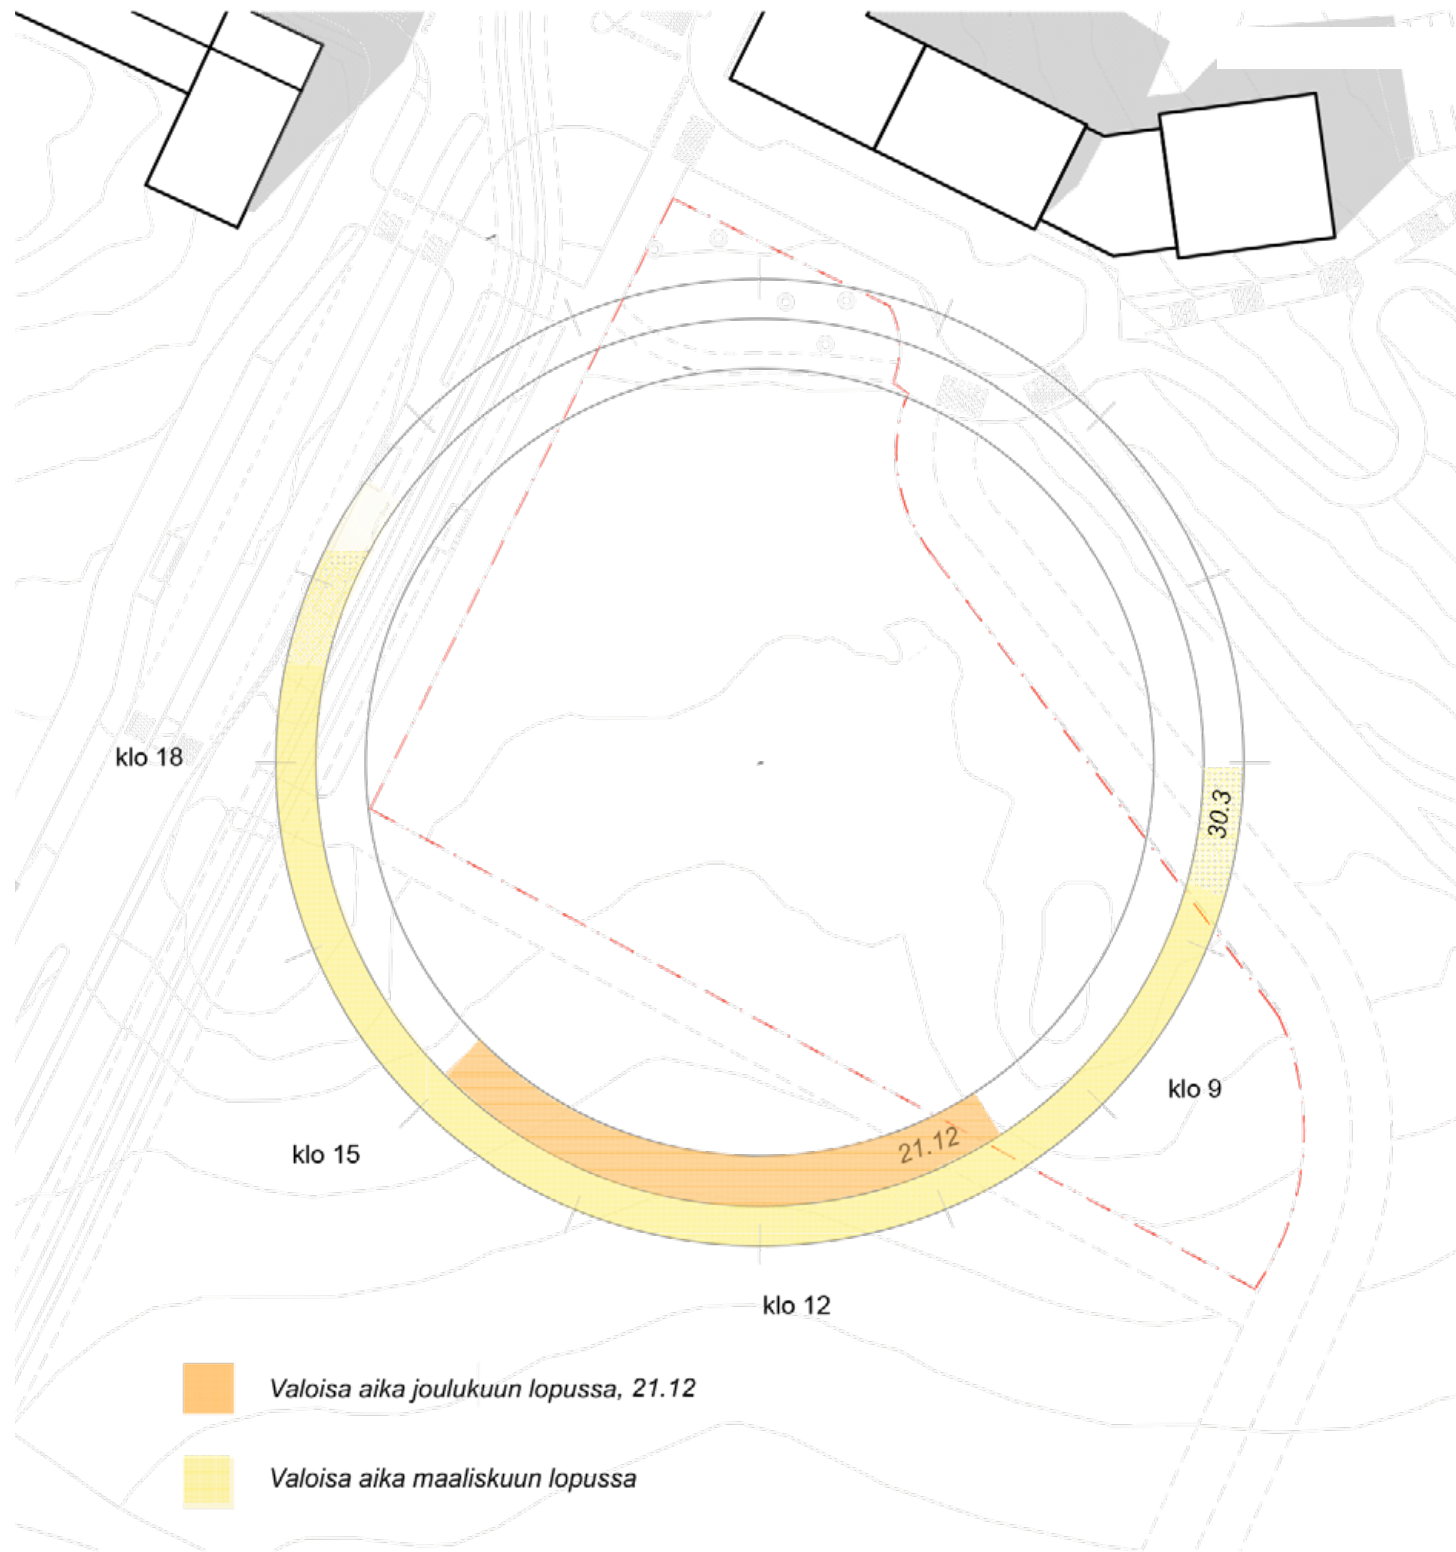 klo 18
30.3
klo 9
21.12
klo 15
klo 12
Valoisa aika joulukuun lopussa, 21.12
Valoisa aika maaliskuun lopussa